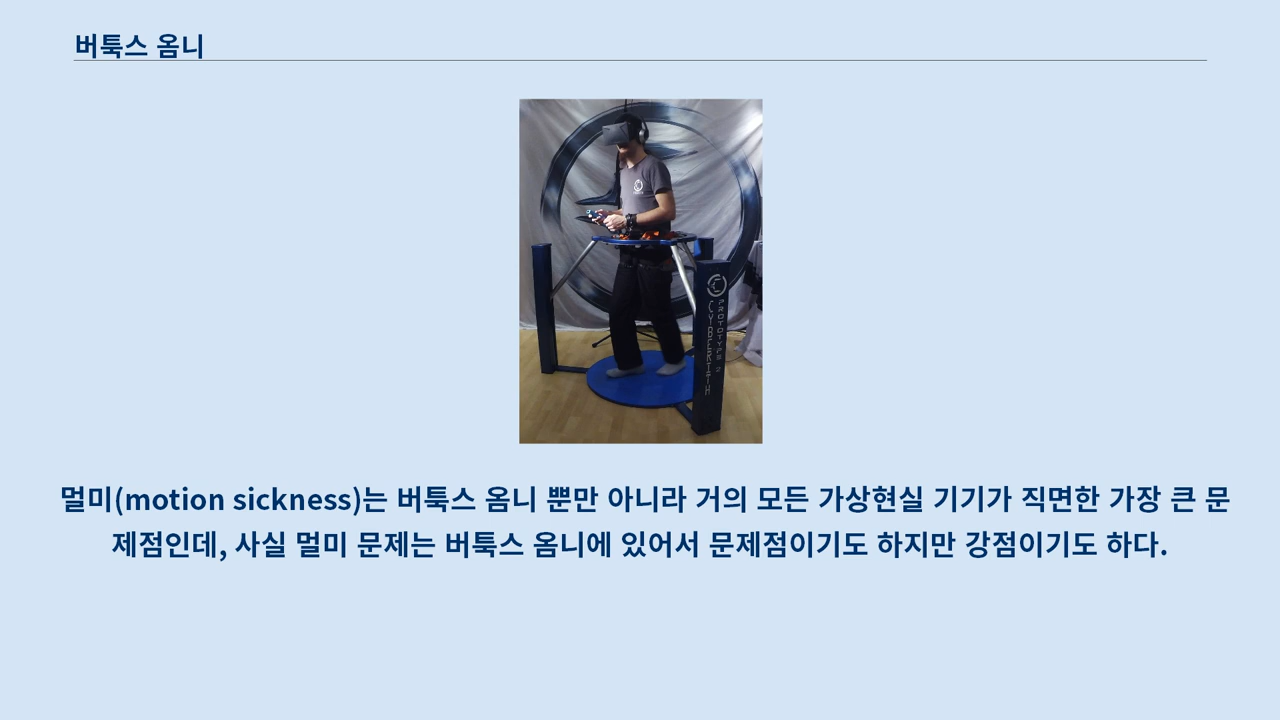 버툭스 옴니
PROTOTYPE 2
CYBERITH
멀미(motion sickness)는 버툭스 옴니 뿐만 아니라 거의 모든 가상현실 기기가 직면한 가장 큰 문
제점인데, 사실 멀미 문제는 버툭스 옴니에 있어서 문제점이기도 하지만 강점이기도 하다.